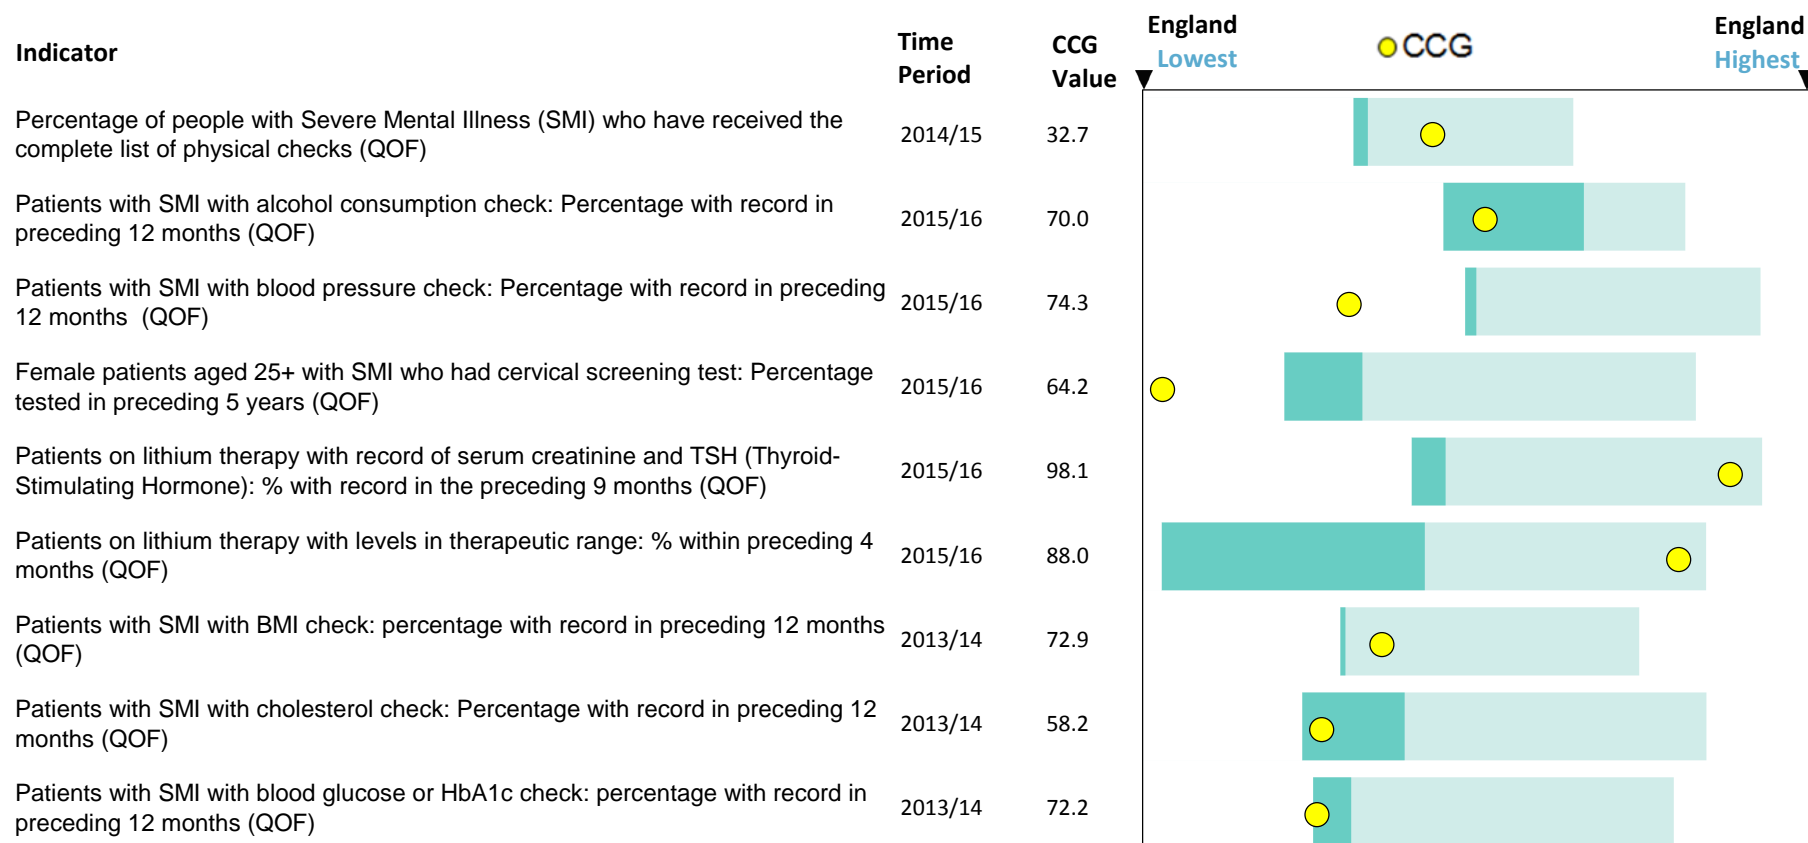 Indicator
Time
Period
CCG
Value
England
Lowest
CCG
England
Highest
Percentage of people with Severe Mental Illness (SMI) who have received the
complete list of physical checks (QOF)
2014/15
32.7
Patients with SMI with alcohol consumption check: Percentage with record in
preceding 12 months (QOF)
2015/16
70.0
Patients with SMI with blood pressure check: Percentage with record in preceding
12 months (QOF)
2015/16
74.3
Female patients aged 25+ with SMI who had cervical screening test: Percentage
tested in preceding 5 years (QOF)
2015/16
64.2
Patients on lithium therapy with record of serum creatinine and TSH (Thyroid-
Stimulating Hormone): % with record in the preceding 9 months (QOF)
2015/16
98.1
Patients on lithium therapy with levels in therapeutic range: % within preceding 4
months (QOF)
2015/16
88.0
Patients with SMI with BMI check: percentage with record in preceding 12 months
(QOF)
2013/14
72.9
Patients with SMI with cholesterol check: Percentage with record in preceding 12
months (QOF)
2013/14
58.2
Patients with SMI with blood glucose or HbA1c check: percentage with record in
preceding 12 months (QOF)
2013/14
72.2